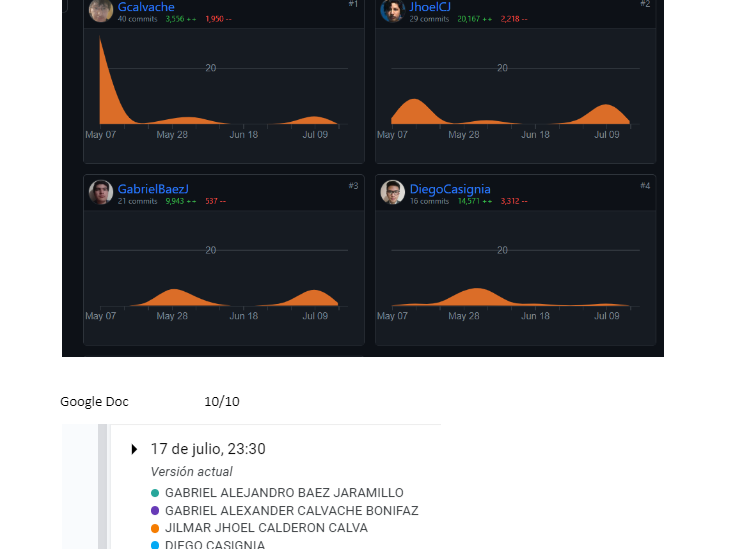 Gcalvache #1
40 commits 3,556 ++ 1,950 --
20
May 07 May 28 Jun 18 Jul 09
JhoelCJ #2
29 commits 20,167 ++ 2,218 --
20
May 07 May 28 Jun 18 Jul 09
GabrielBaezJ #3
21 commits 9,943 ++ 537 --
20
May 07 May 28 Jun 18 Jul 09
DiegoCasignia #4
16 commits 14,571 ++ 3,312 --
20
May 07 May 28 Jun 18 Jul 09
Google Doc 10/10
17 de julio, 23:30
Versión actual
GABRIEL ALEJANDRO BAEZ JARAMILLO
GABRIEL ALEXANDER CALVACHE BONIFAZ
JILMAR JHOEL CALDERON CALVA
DIEGO CASIGNIA